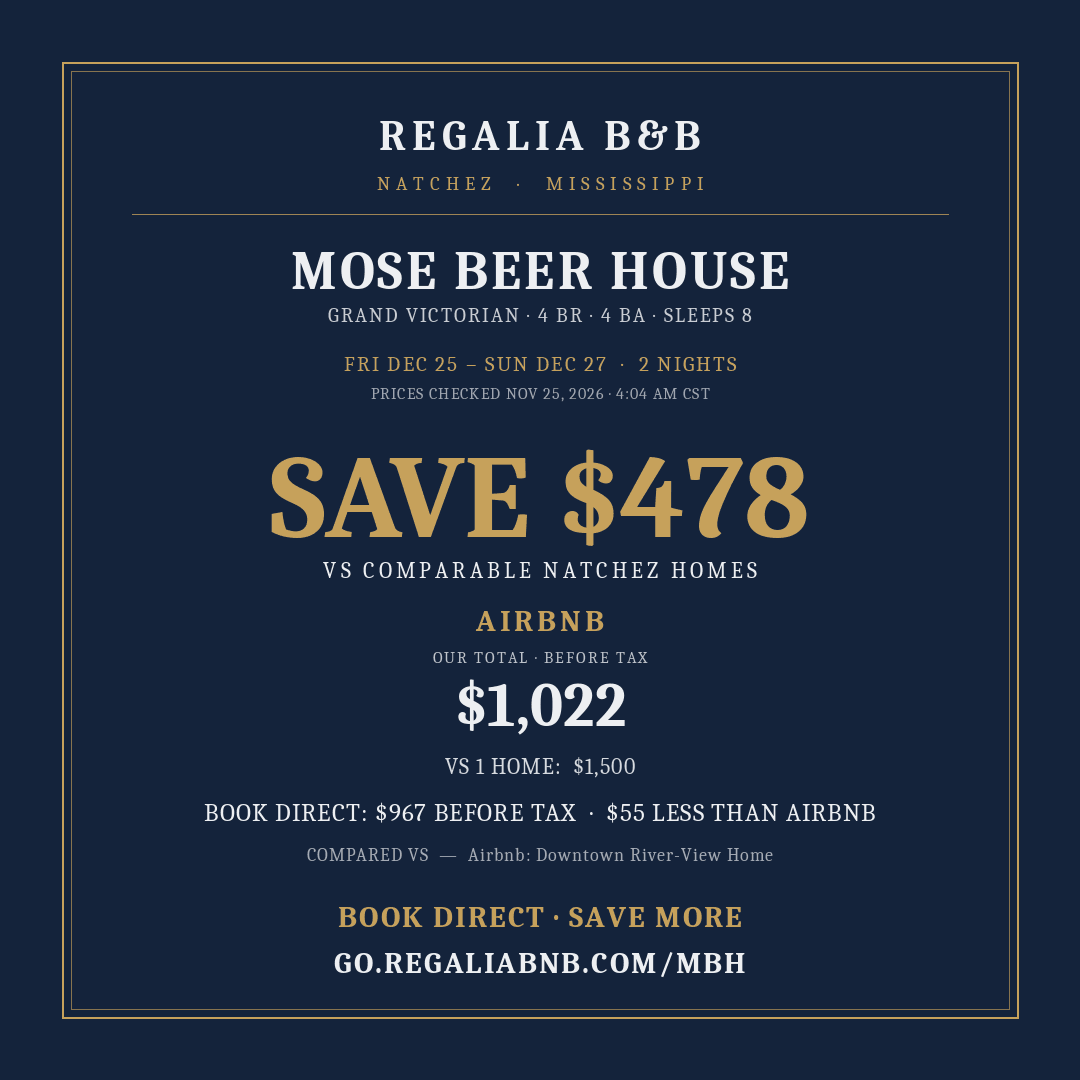 REGALIA B&B
NATCHEZ · MISSISSIPPI
MOSE BEER HOUSE
GRAND VICTORIAN · 4 BR · 4 BA · SLEEPS 8
FRI DEC 25 – SUN DEC 27 · 2 NIGHTS
PRICES CHECKED NOV 25, 2026 · 4:04 AM CST
SAVE $478
VS COMPARABLE NATCHEZ HOMES
AIRBNB
OUR TOTAL · BEFORE TAX
$1,022
VS 1 HOME: $1,500
BOOK DIRECT: $967 BEFORE TAX · $55 LESS THAN AIRBNB
COMPARED VS — Airbnb: Downtown River-View Home
BOOK DIRECT · SAVE MORE
GO.REGALIABNB.COM/MBH